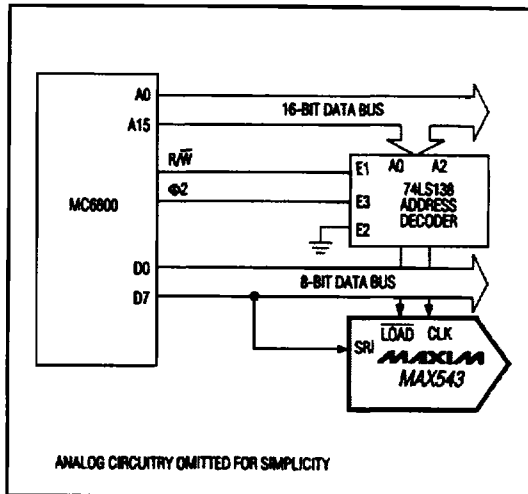 A0
16-BIT DATA BUS
A15
R/W̅
E1 A0 A2
Φ2
74LS138
MC6800
E3 ADDRESS
DECODER
E2
D0
8-BIT DATA BUS
D7
L̅O̅A̅D̅ CLK
SRI
MAXIM
MAX543
ANALOG CIRCUITRY OMITTED FOR SIMPLICITY